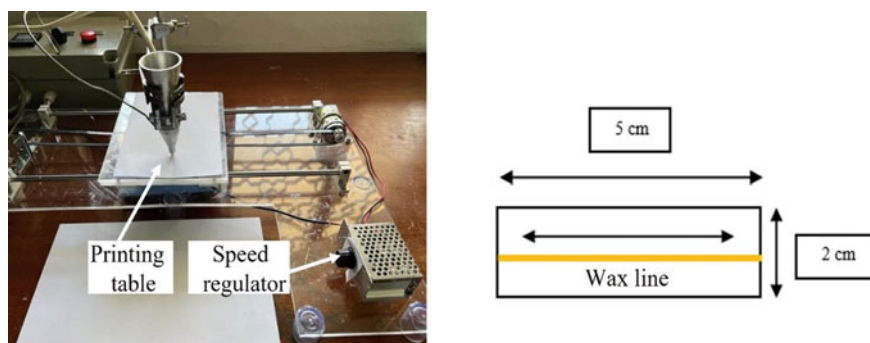 Printing
table
Speed
regulator
5 cm
2 cm
Wax line